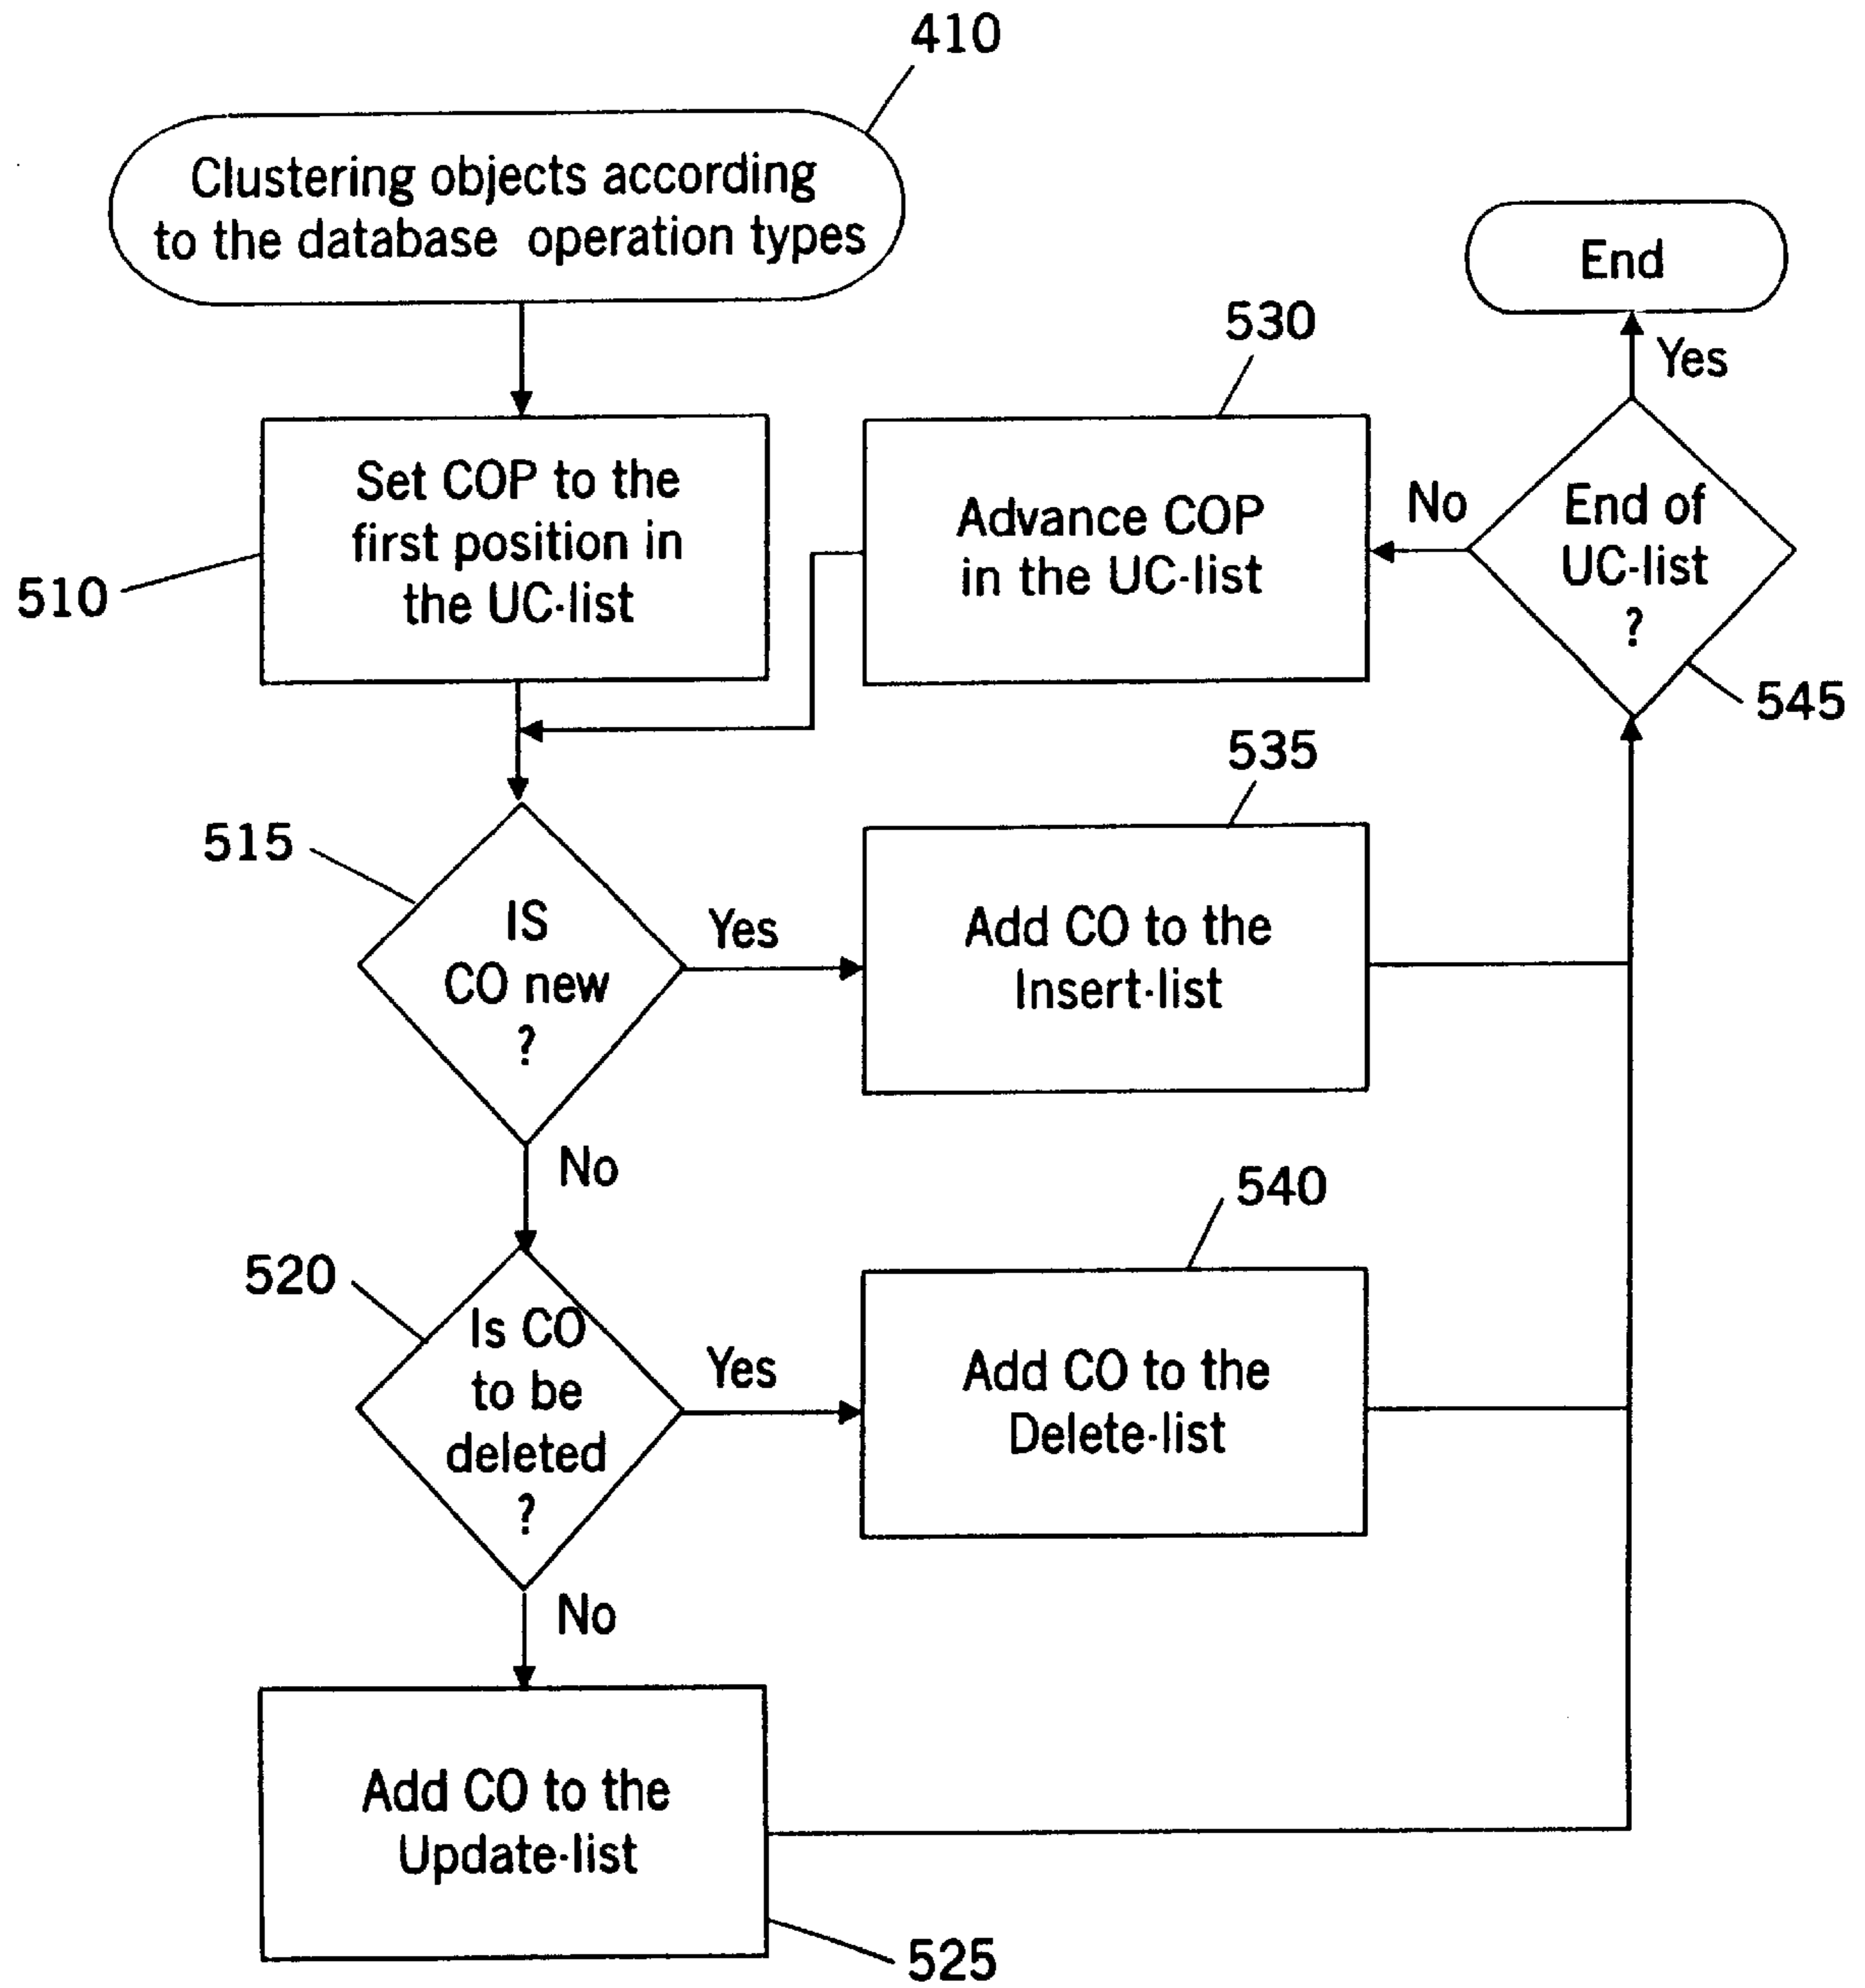 410
Clustering objects according
to the database operation types
End
530
Yes
Set COP to the
first position in
the UC-list
510
Advance COP
in the UC-list
No
End of
UC-list
?
545
535
515
IS
CO new
?
Yes
Add CO to the
Insert-list
No
540
520
Is CO
to be
deleted
?
Yes
Add CO to the
Delete-list
No
Add CO to the
Update-list
525